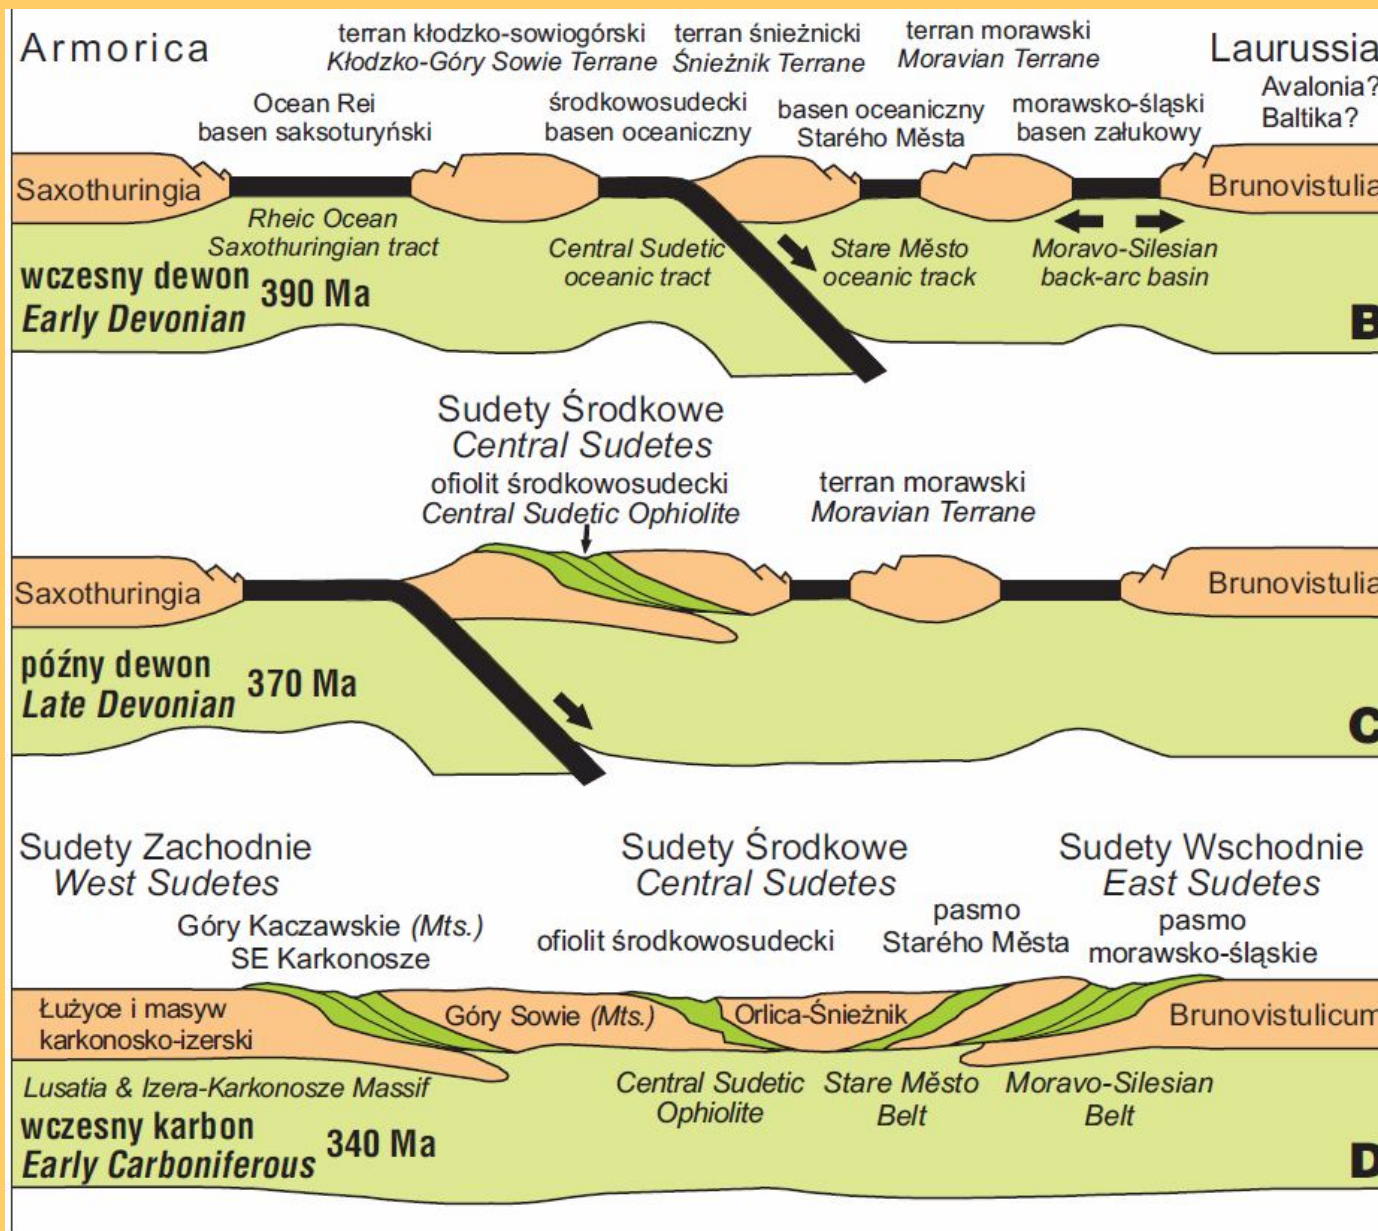 Armorica
terran kłodzko-sowiogórski
Kłodzko-Góry Sowie Terrane
terran śnieżnicki
Śnieżnik Terrane
terran morawski
Moravian Terrane
Laurussia
Avalonia?
Baltika?
Ocean Rei
basen saksoturyński
środkowosudecki
basen oceaniczny
basen oceaniczny
Starého Města
morawsko-śląski
basen załukowy
Saxothuringia
Brunovistulia
Rheic Ocean
Saxothuringian tract
Central Sudetic
oceanic tract
Stare Město
oceanic track
Moravo-Silesian
back-arc basin
wczesny dewon
Early Devonian
390 Ma
B
Sudety Środkowe
Central Sudetes
ofiolit środkowosudecki
Central Sudetic Ophiolite
terran morawski
Moravian Terrane
Saxothuringia
Brunovistulia
późny dewon
Late Devonian
370 Ma
C
Sudety Zachodnie
West Sudetes
Sudety Środkowe
Central Sudetes
Sudety Wschodnie
East Sudetes
Góry Kaczawskie (Mts.)
SE Karkonosze
ofiolit środkowosudecki
pasmo
Starého Města
pasmo
morawsko-śląskie
Łużyce i masyw
karkonosko-izerski
Góry Sowie (Mts.)
Orlica-Śnieżnik
Brunovistulicum
Lusatia & Izera-Karkonosze Massif
Central Sudetic
Ophiolite
Stare Město
Belt
Moravo-Silesian
Belt
wczesny karbon
Early Carboniferous
340 Ma
D